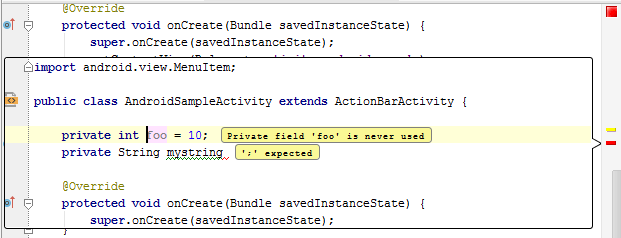 @Override
protected void onCreate(Bundle savedInstanceState) {
super.onCreate(savedInstanceState);
import android.view.MenuItem;
public class AndroidSampleActivity extends ActionBarActivity {
private int foo = 10; Private field 'foo' is never used
private String mystring ';' expected
@Override
protected void onCreate(Bundle savedInstanceState) {
super.onCreate(savedInstanceState);
}